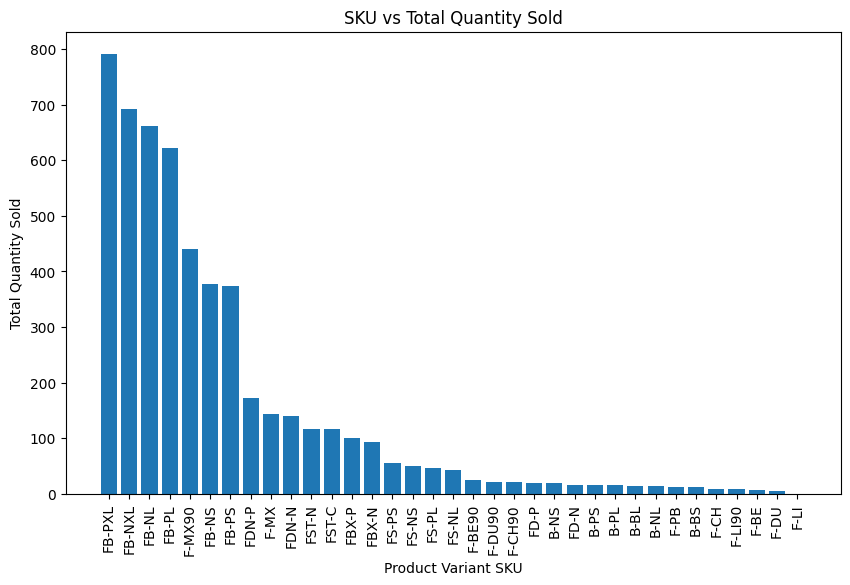 SKU vs Total Quantity Sold
Total Quantity Sold
800
700
600
500
400
300
200
100
0
FB-PXL
FB-NXL
FB-NL
FB-PL
F-MX90
FB-NS
FB-PS
FDN-P
F-MX
FDN-N
FST-N
FST-C
FBX-P
FBX-N
FS-PS
FS-NS
FS-PL
FS-NL
F-BE90
F-DU90
F-CH90
FD-P
B-NS
FD-N
B-PS
B-PL
B-BL
B-NL
F-PB
B-BS
F-CH
F-LI90
F-BE
F-DU
F-LI
Product Variant SKU